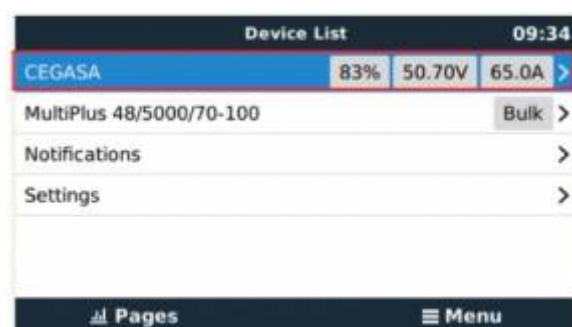 Device List 09:34
CEGASA 83% 50.70V 65.0A >
MultiPlus 48/5000/70-100 Bulk >
Notifications >
Settings >
Pages Menu